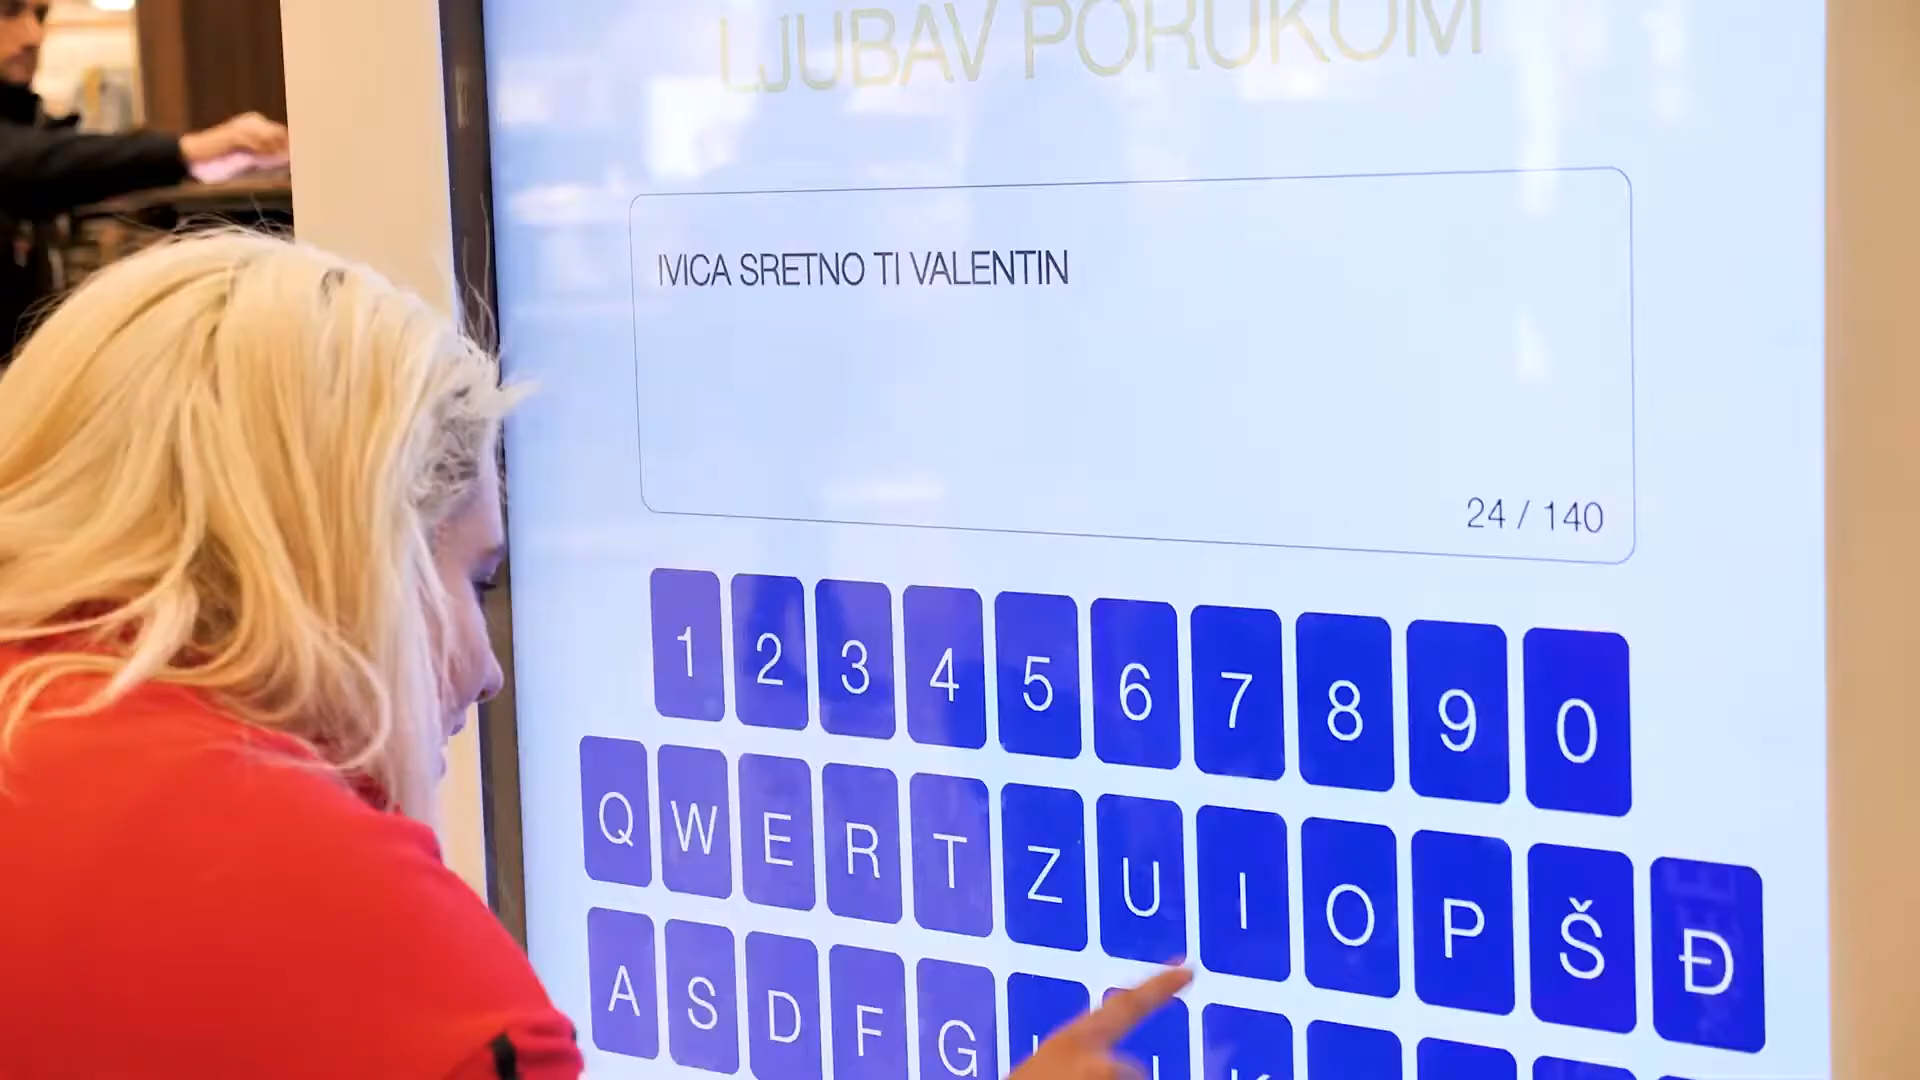 LJUBAV PORUKOM
IVICA SRETNO TI VALENTIN
24 / 140
1 2 3 4 5 6 7 8 9 0
Q W E R T Z U I O P Š Đ
A S D F G